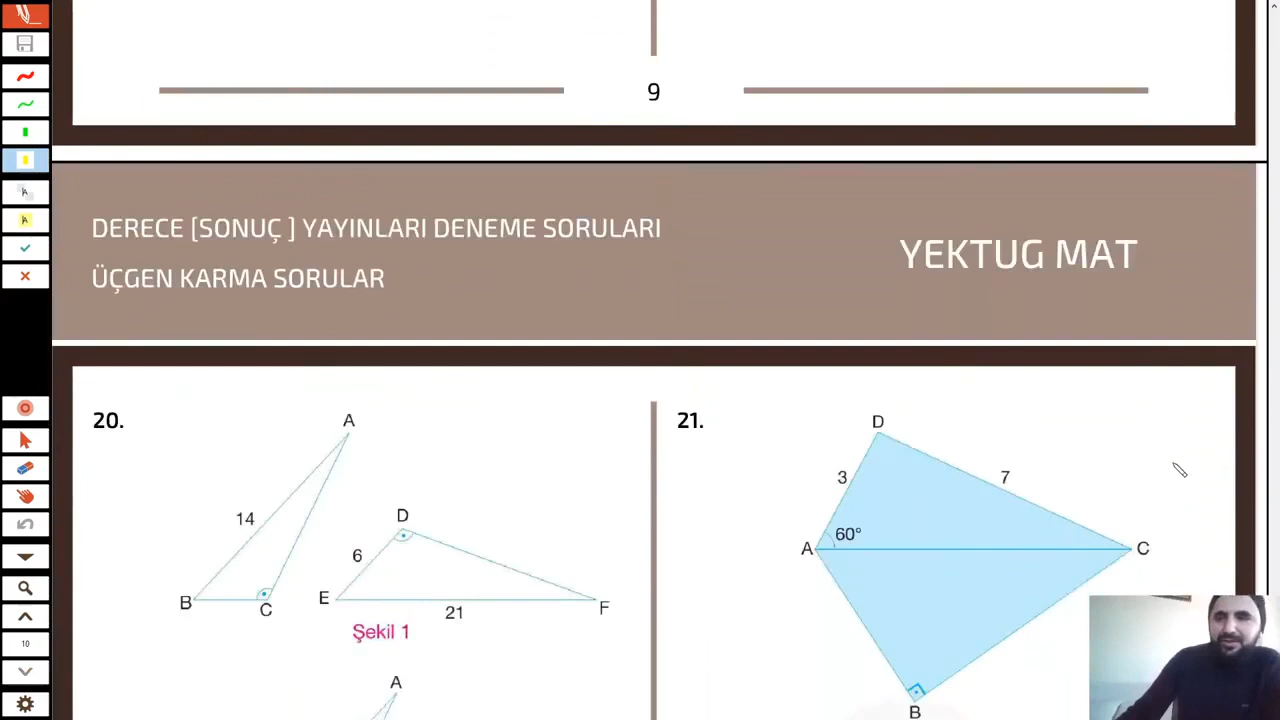 9
DERECE [SONUÇ ] YAYINLARI DENEME SORULARI
ÜÇGEN KARMA SORULAR
YEKTUG MAT
20.
A
14
D
6
B
C
E
21
F
Şekil 1
A
21.
D
3
7
60°
A
C
B
10